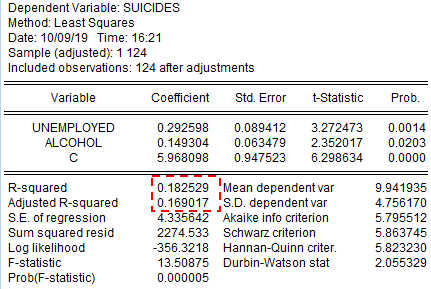 Dependent Variable: SUICIDES
Method: Least Squares
Date: 10/09/19 Time: 16:21
Sample (adjusted): 1 124
Included observations: 124 after adjustments
Variable Coefficient Std. Error t-Statistic Prob.
UNEMPLOYED 0.292598 0.089412 3.272473 0.0014
ALCOHOL 0.149304 0.063479 2.352017 0.0203
C 5.968098 0.947523 6.298634 0.0000
R-squared 0.182529 Mean dependent var 9.941935
Adjusted R-squared 0.169017 S.D. dependent var 4.756170
S.E. of regression 4.335642 Akaike info criterion 5.795512
Sum squared resid 2274.533 Schwarz criterion 5.863745
Log likelihood -356.3218 Hannan-Quinn criter. 5.823230
F-statistic 13.50875 Durbin-Watson stat 2.055329
Prob(F-statistic) 0.000005